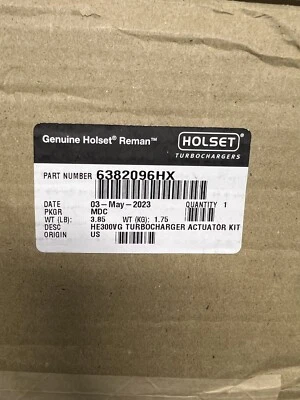 Genuine Holset® Reman™
HOLSET®
TURBOCHARGERS
PART NUMBER 6382096HX
DATE 03-May-2023 QUANTITY 1
PKGR MDC
WT (LB): 3.85 WT (KG): 1.75
DESC HE300VG TURBOCHARGER ACTUATOR KIT
ORIGIN US